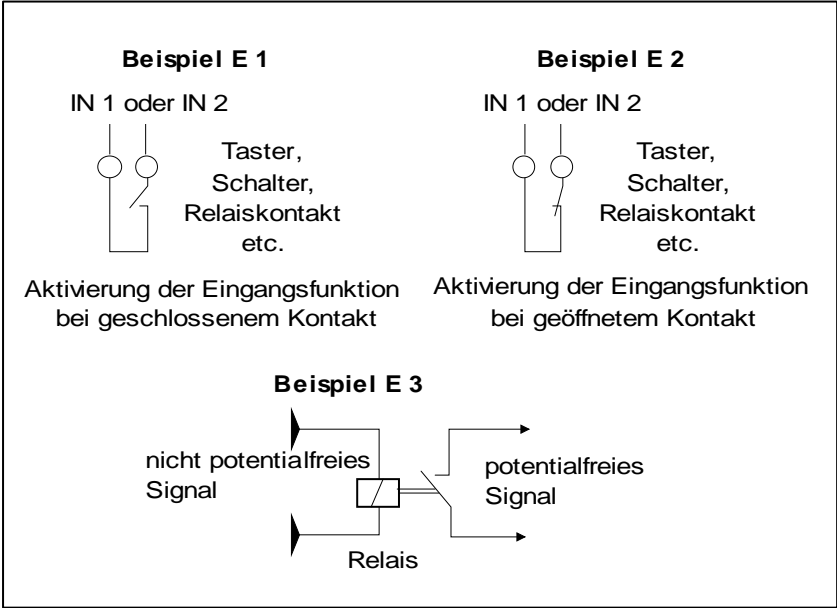 Beispiel E 1
IN 1 oder IN 2
Taster,
Schalter,
Relaiskontakt
etc.
Aktivierung der Eingangsfunktion
bei geschlossenem Kontakt
Beispiel E 2
IN 1 oder IN 2
Taster,
Schalter,
Relaiskontakt
etc.
Aktivierung der Eingangsfunktion
bei geöffnetem Kontakt
Beispiel E 3
nicht potentialfreies
Signal
potentialfreies
Signal
Relais